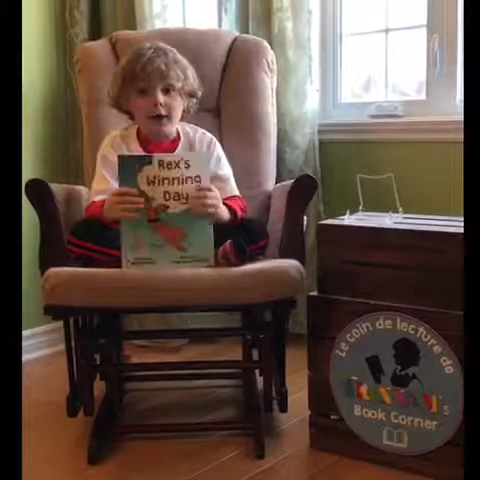 Rex's
Winning
Day
Le coin de lecture de
Book Corner